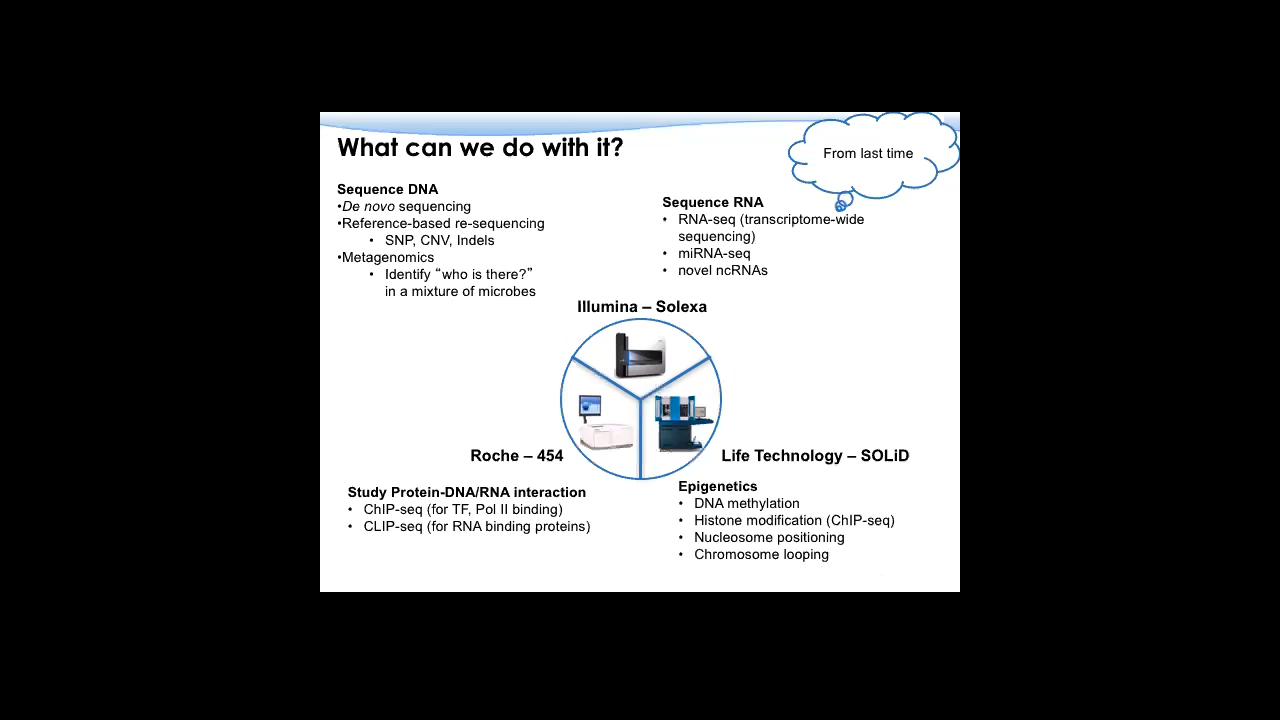 What can we do with it?
From last time
Sequence DNA
•De novo sequencing
•Reference-based re-sequencing
• SNP, CNV, Indels
•Metagenomics
• Identify “who is there?”
in a mixture of microbes
Sequence RNA
• RNA-seq (transcriptome-wide
sequencing)
• miRNA-seq
• novel ncRNAs
Illumina – Solexa
Roche – 454
Life Technology – SOLiD
Study Protein-DNA/RNA interaction
• ChIP-seq (for TF, Pol II binding)
• CLIP-seq (for RNA binding proteins)
Epigenetics
• DNA methylation
• Histone modification (ChIP-seq)
• Nucleosome positioning
• Chromosome looping